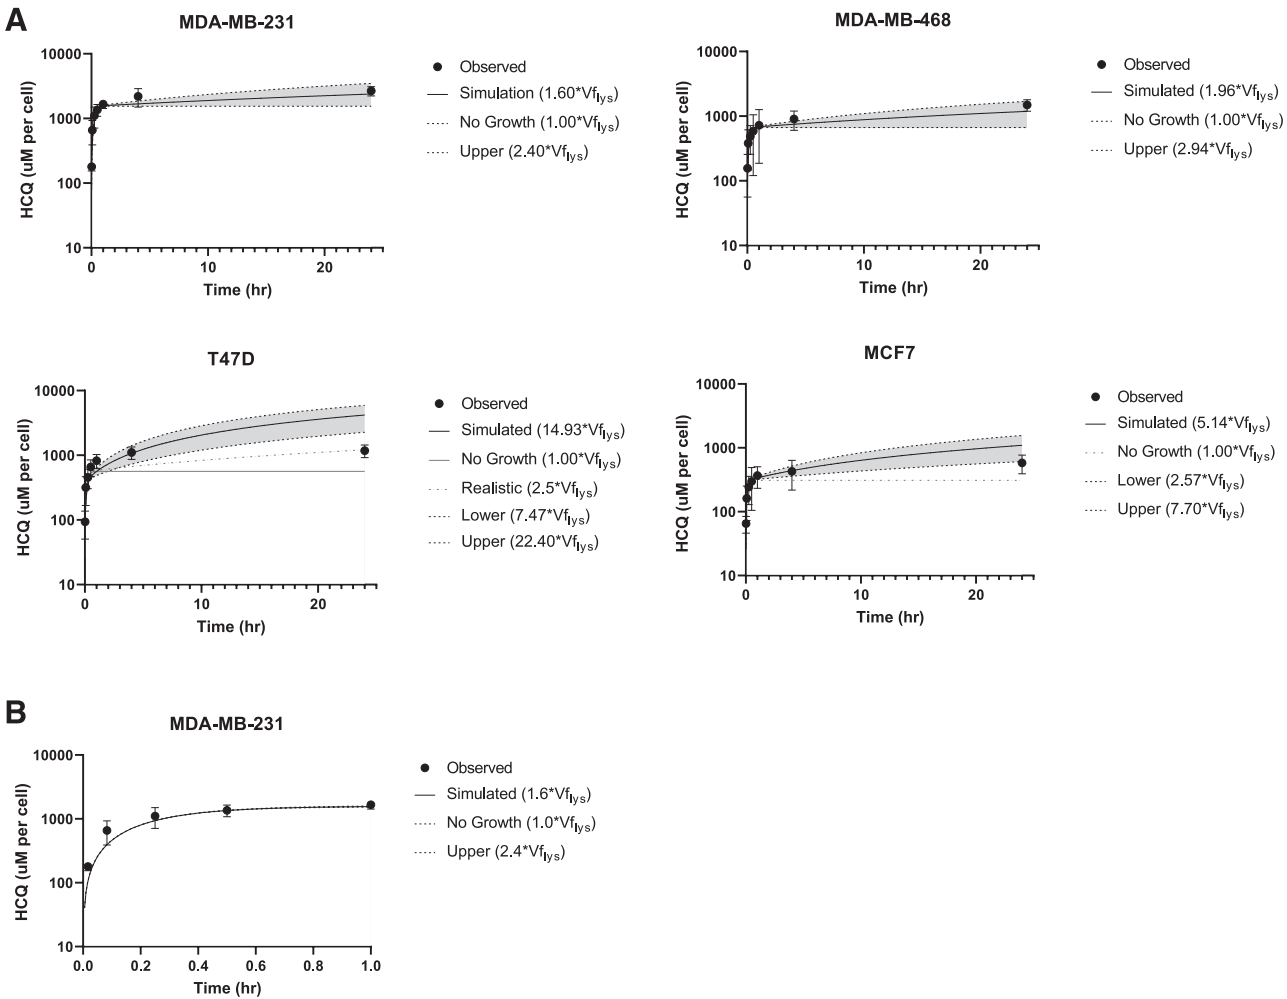 A
MDA-MB-231
10000
1000
100
10
HCQ (uM per cell)
0
10
20
Time (hr)
Observed
Simulation (1.60*Vflys)
No Growth (1.00*Vflys)
Upper (2.40*Vflys)
MDA-MB-468
10000
1000
100
10
HCQ (uM per cell)
0
10
20
Time (hr)
Observed
Simulated (1.96*Vflys)
No Growth (1.00*Vflys)
Upper (2.94*Vflys)
T47D
10000
1000
100
10
HCQ (uM per cell)
0
10
20
Time (hr)
Observed
Simulated (14.93*Vflys)
No Growth (1.00*Vflys)
Realistic (2.5*Vflys)
Lower (7.47*Vflys)
Upper (22.40*Vflys)
MCF7
10000
1000
100
10
HCQ (uM per cell)
0
10
20
Time (hr)
Observed
Simulated (5.14*Vflys)
No Growth (1.00*Vflys)
Lower (2.57*Vflys)
Upper (7.70*Vflys)
B
MDA-MB-231
10000
1000
100
10
HCQ (uM per cell)
0.0
0.2
0.4
0.6
0.8
1.0
Time (hr)
Observed
Simulated (1.6*Vflys)
No Growth (1.0*Vflys)
Upper (2.4*Vflys)